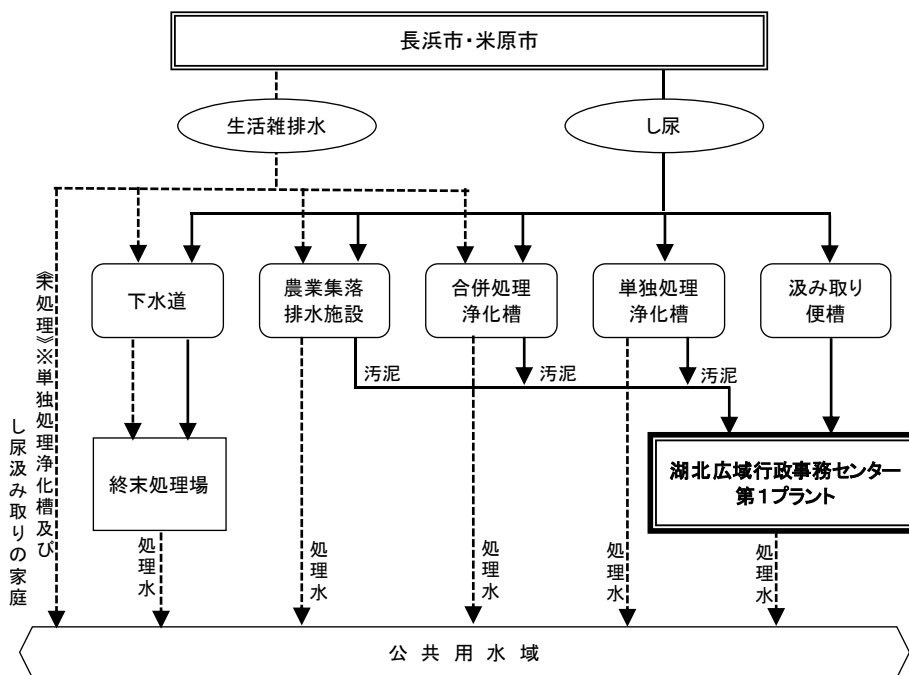 長浜市・米原市
生活雑排水
し尿
下水道
農業集落
排水施設
合併処理
浄化槽
単独処理
浄化槽
汲み取り
便槽
汚泥
汚泥
汚泥
《未処理》※単独処理浄化槽及び
し尿汲み取りの家庭
終末処理場
湖北広域行政事務センター
第1プラント
処理水
処理水
処理水
処理水
処理水
公共用水域